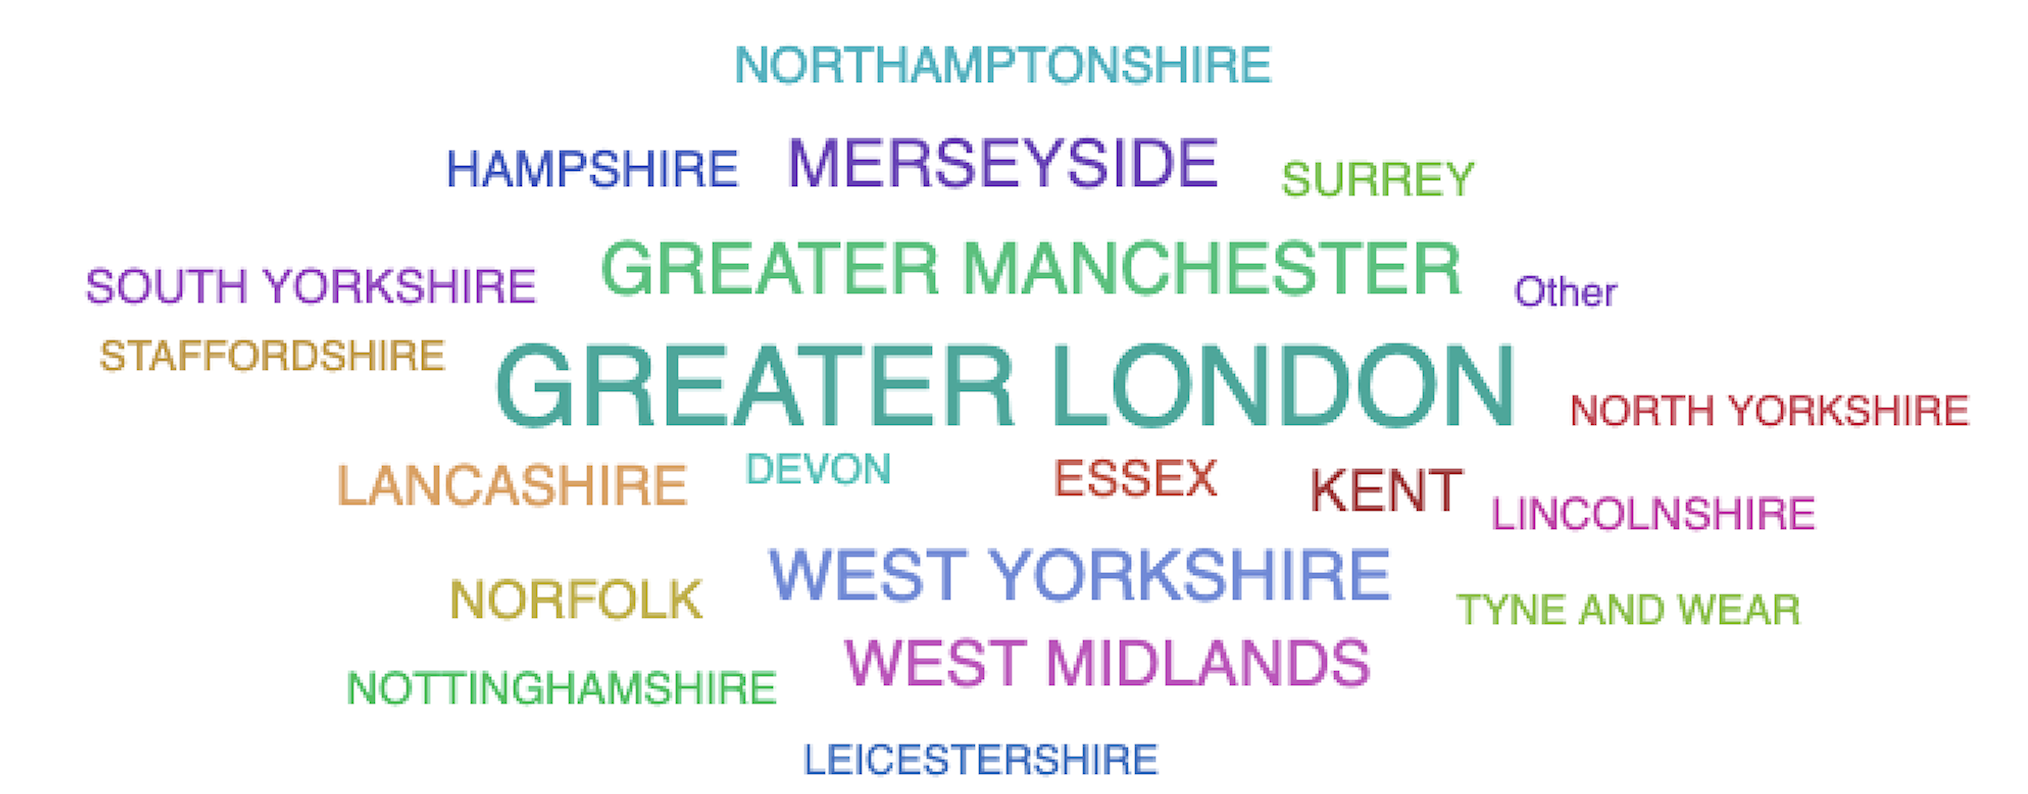 NORTHAMPTONSHIRE
HAMPSHIRE MERSEYSIDE SURREY
SOUTH YORKSHIRE GREATER MANCHESTER Other
STAFFORDSHIRE GREATER LONDON NORTH YORKSHIRE
LANCASHIRE DEVON ESSEX KENT LINCOLNSHIRE
NORFOLK WEST YORKSHIRE TYNE AND WEAR
NOTTINGHAMSHIRE WEST MIDLANDS
LEICESTERSHIRE